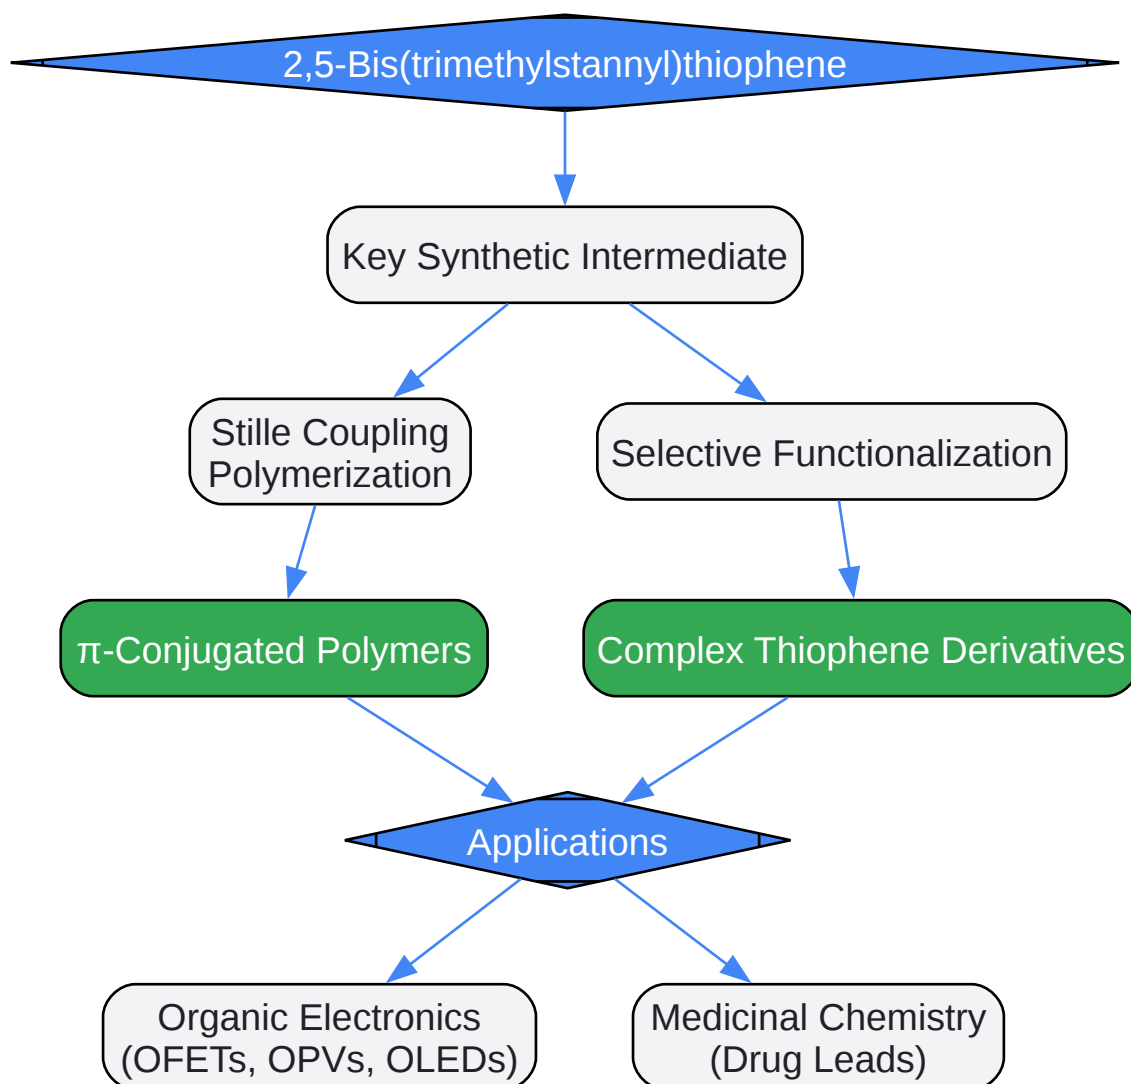 2,5-Bis(trimethylstannyl)thiophene
Key Synthetic Intermediate
Stille Coupling
Polymerization
Selective Functionalization
π-Conjugated Polymers
Complex Thiophene Derivatives
Applications
Organic Electronics
(OFETs, OPVs, OLEDs)
Medicinal Chemistry
(Drug Leads)